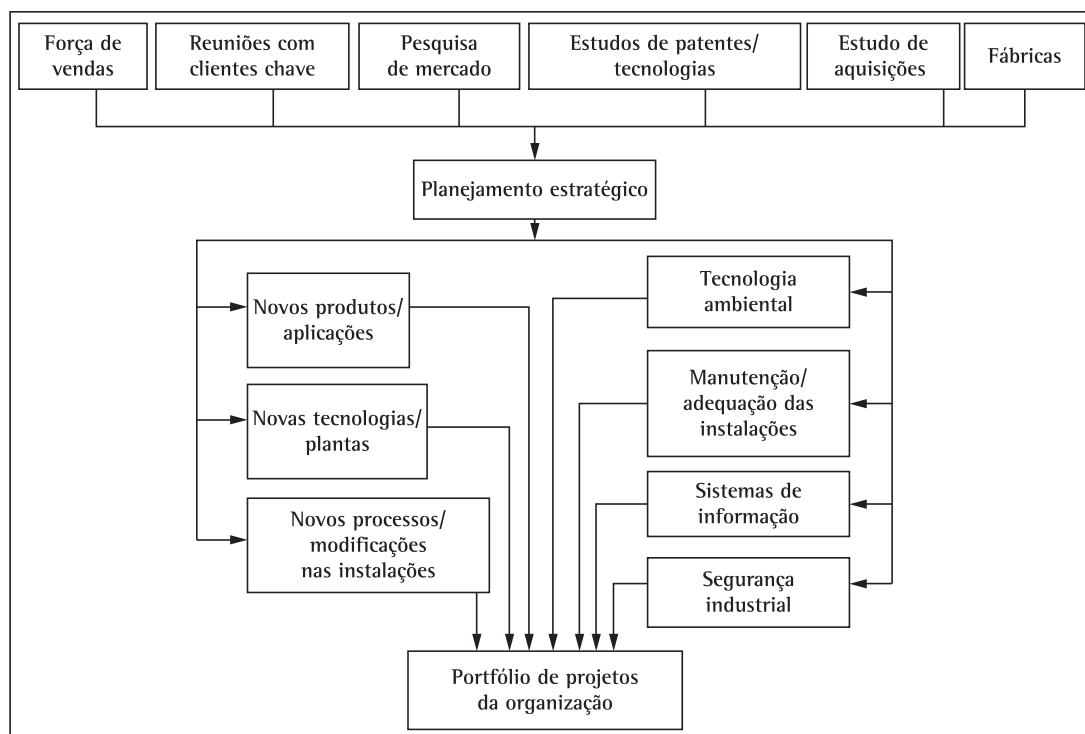 Força de
vendas
Reuniões com
clientes chave
Pesquisa
de mercado
Estudos de patentes/
tecnologias
Estudo de
aquisições
Fábricas
Planejamento estratégico
Novos produtos/
aplicações
Novas tecnologias/
plantas
Novos processos/
modificações
nas instalações
Tecnologia
ambiental
Manutenção/
adequação das
instalações
Sistemas de
informação
Segurança
industrial
Portfólio de projetos
da organização